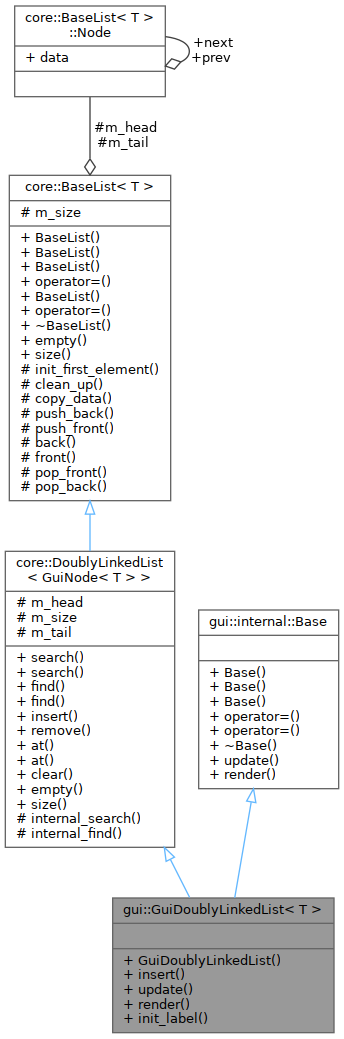 core::BaseList< T >
::Node
+ data
+next
+prev
#m_head
#m_tail
core::BaseList< T >
# m_size
+ BaseList()
+ BaseList()
+ BaseList()
+ operator=()
+ BaseList()
+ operator=()
+ ~BaseList()
+ empty()
+ size()
# init_first_element()
# clean_up()
# copy_data()
# push_back()
# push_front()
# back()
# front()
# pop_front()
# pop_back()
core::DoublyLinkedList
< GuiNode< T > >
# m_head
# m_size
# m_tail
+ search()
+ search()
+ find()
+ find()
+ insert()
+ remove()
+ at()
+ at()
+ clear()
+ empty()
+ size()
# internal_search()
# internal_find()
gui::internal::Base
+ Base()
+ Base()
+ Base()
+ operator=()
+ operator=()
+ ~Base()
+ update()
+ render()
gui::GuiDoublyLinkedList< T >
+ GuiDoublyLinkedList()
+ insert()
+ update()
+ render()
+ init_label()